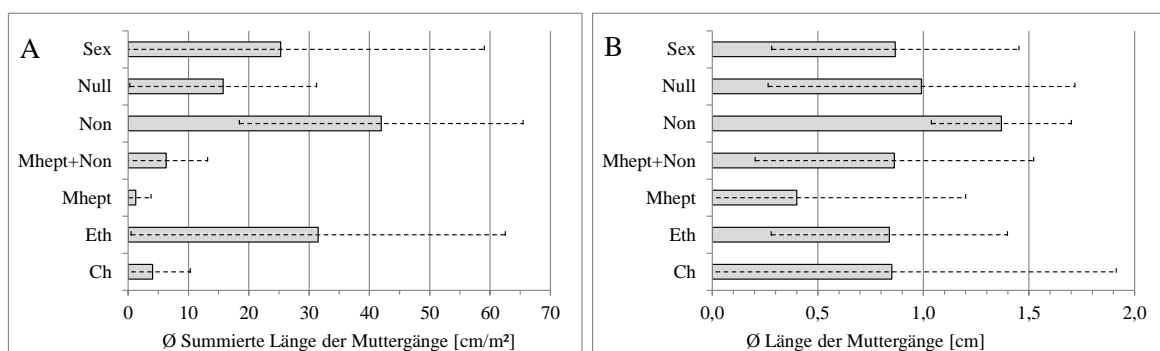 A
Sex
Null
Non
Mhept+Non
Mhept
Eth
Ch
0 10 20 30 40 50 60 70
Ø Summierte Länge der Muttergänge [cm/m²]
B
Sex
Null
Non
Mhept+Non
Mhept
Eth
Ch
0,0 0,5 1,0 1,5 2,0
Ø Länge der Muttergänge [cm]